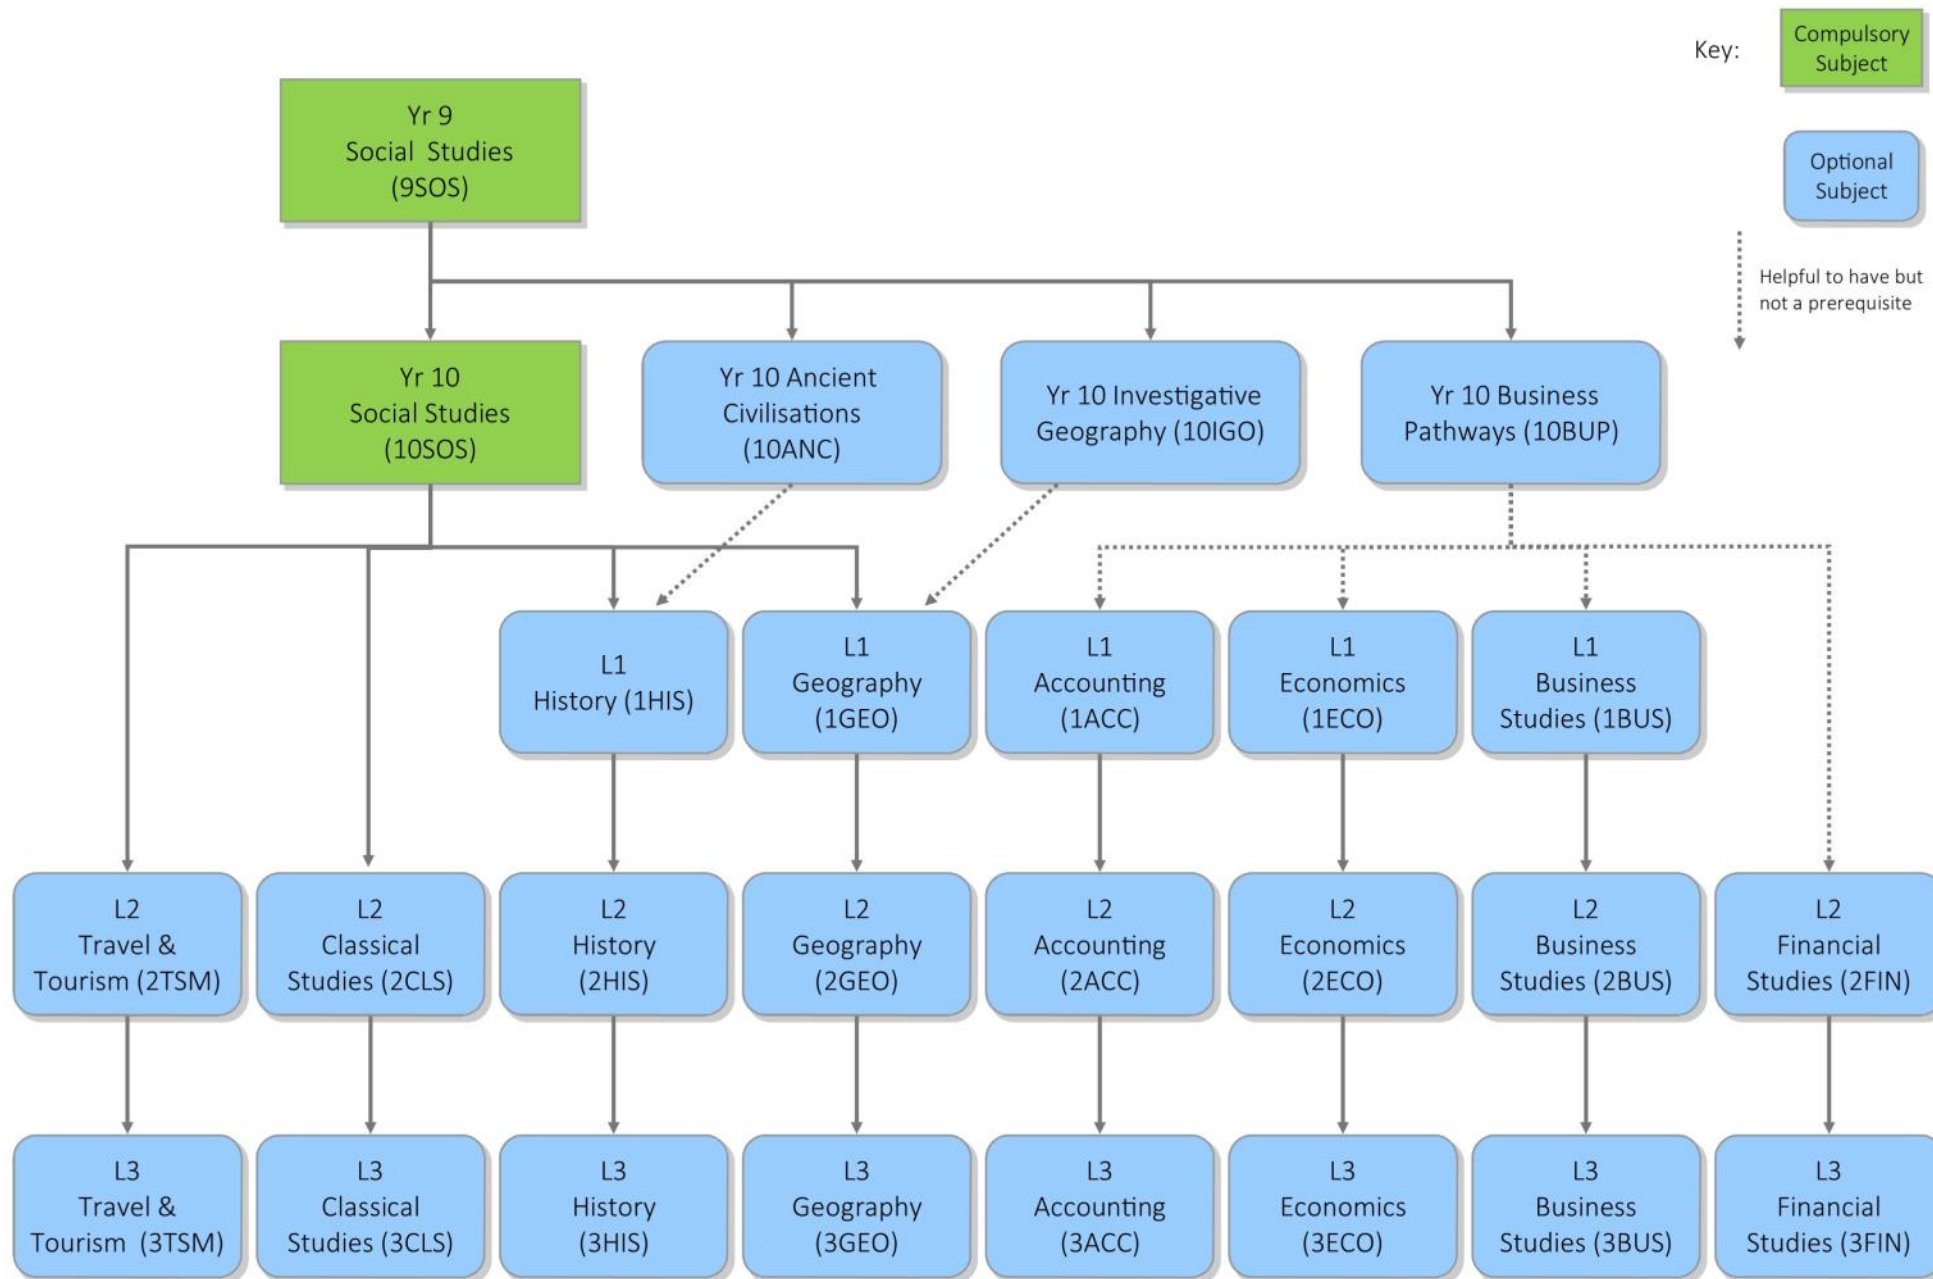 Key:
Compulsory
Subject
Optional
Subject
Helpful to have but
not a prerequisite
Yr 9
Social Studies
(9SOS)
Yr 10
Social Studies
(10SOS)
Yr 10 Ancient
Civilisations
(10ANC)
Yr 10 Investigative
Geography (10IGO)
Yr 10 Business
Pathways (10BUP)
L1
History (1HIS)
L1
Geography
(1GEO)
L1
Accounting
(1ACC)
L1
Economics
(1ECO)
L1
Business
Studies (1BUS)
L2
Travel &
Tourism (2TSM)
L2
Classical
Studies (2CLS)
L2
History
(2HIS)
L2
Geography
(2GEO)
L2
Accounting
(2ACC)
L2
Economics
(2ECO)
L2
Business
Studies (2BUS)
L2
Financial
Studies (2FIN)
L3
Travel &
Tourism (3TSM)
L3
Classical
Studies (3CLS)
L3
History
(3HIS)
L3
Geography
(3GEO)
L3
Accounting
(3ACC)
L3
Economics
(3ECO)
L3
Business
Studies (3BUS)
L3
Financial
Studies (3FIN)